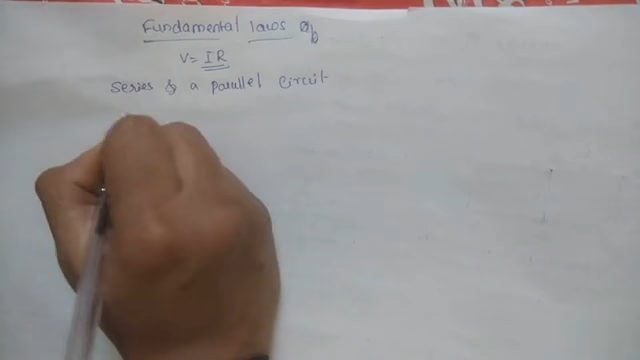 Fundamental laws of
V = IR
Series & a parallel circuit